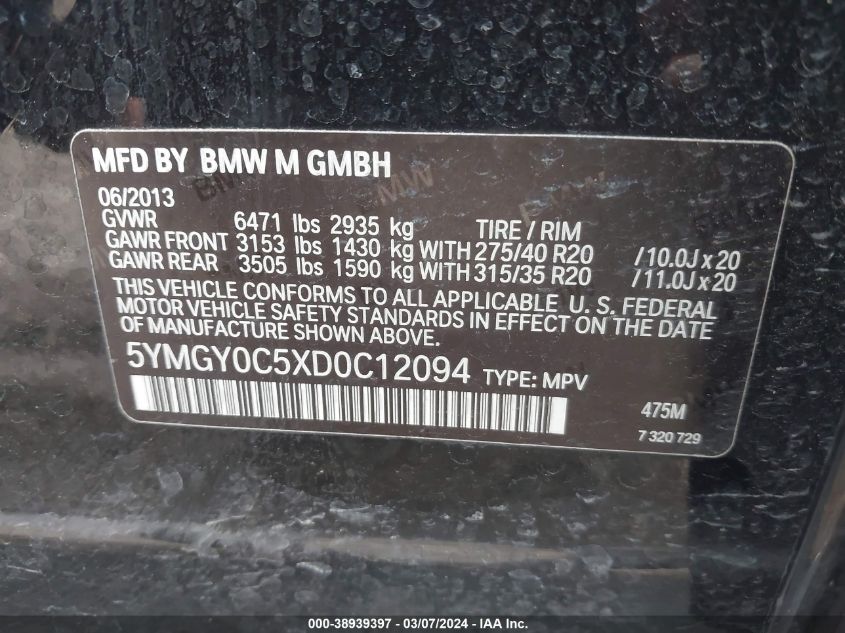 MFD BY BMW M GMBH
06/2013
GVWR 6471 lbs 2935 kg TIRE / RIM
GAWR FRONT 3153 lbs 1430 kg WITH 275/40 R20 /10.0J x 20
GAWR REAR 3505 lbs 1590 kg WITH 315/35 R20 /11.0J x 20
THIS VEHICLE CONFORMS TO ALL APPLICABLE U. S. FEDERAL
MOTOR VEHICLE SAFETY STANDARDS IN EFFECT ON THE DATE
OF MANUFACTURE SHOWN ABOVE.
5YMGY0C5XD0C12094 TYPE: MPV
475M
7 320 729
000-38939397 - 03/07/2024 - IAA Inc.